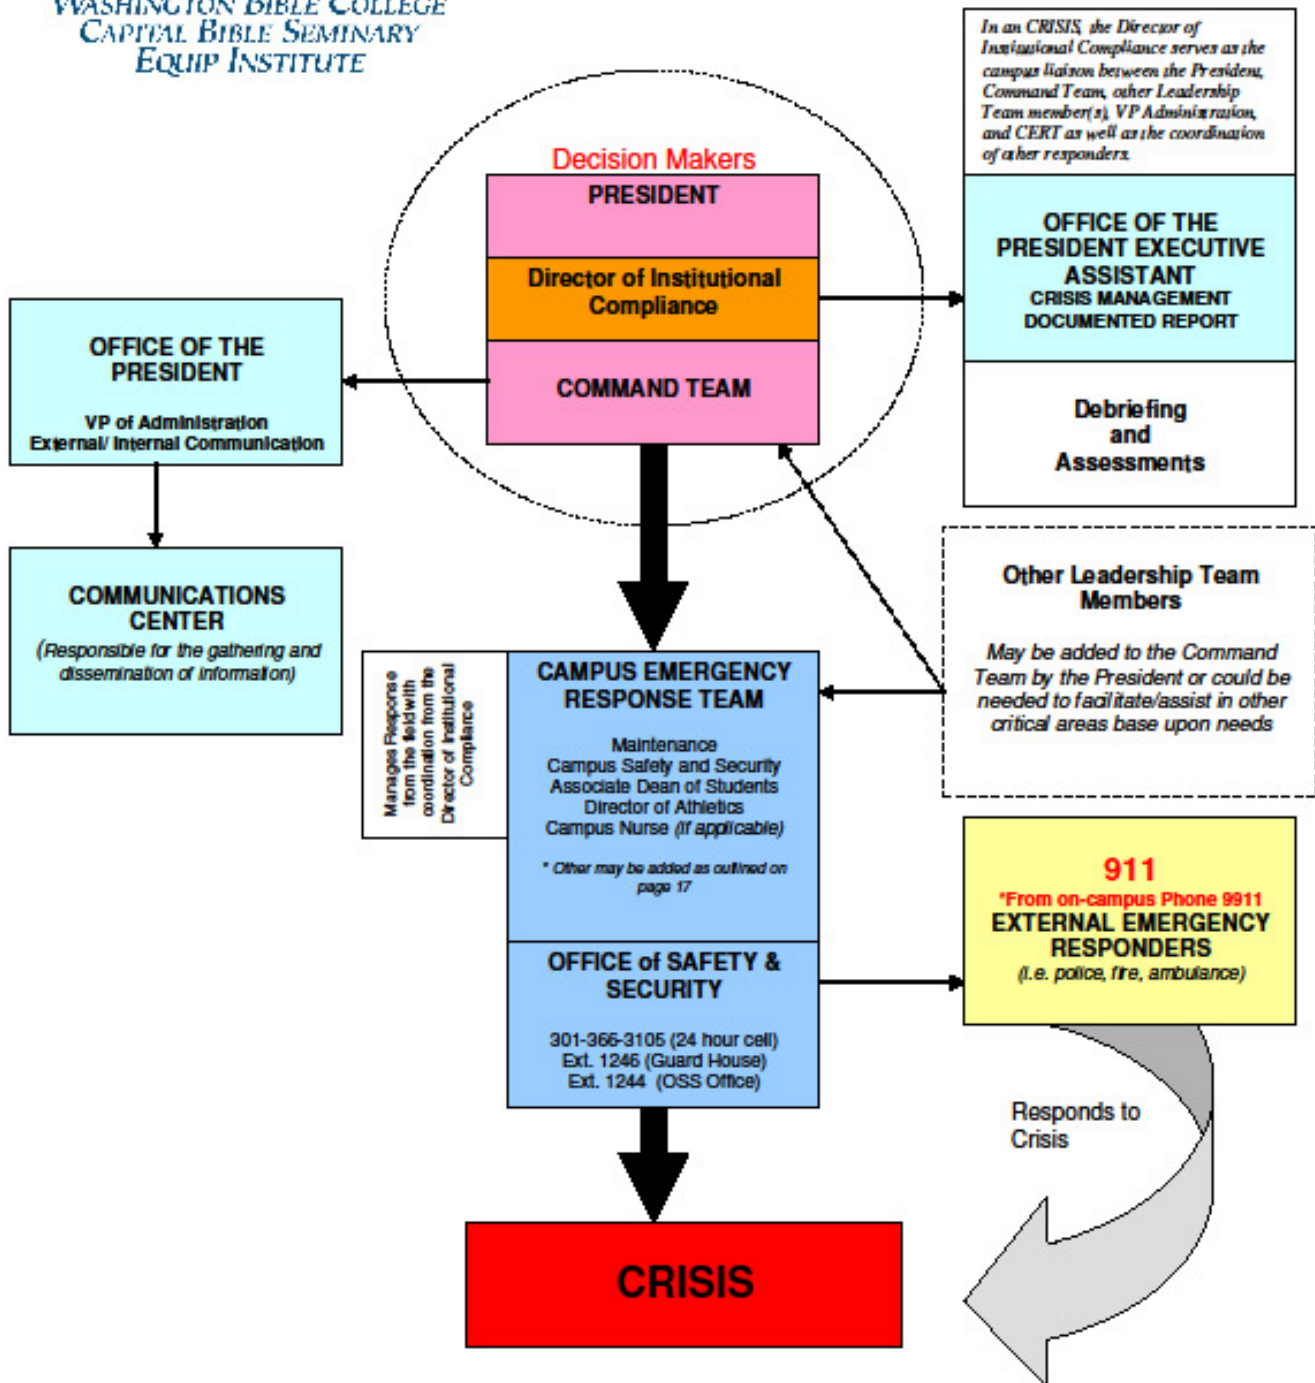 WASHINGTON BIBLE COLLEGE
CAPITAL BIBLE SEMINARY
EQUIP INSTITUTE
In an CRISIS, the Director of
Institutional Compliance serves as the
campus liaison between the President,
Command Team, other Leadership
Team member(s), VP Administration,
and CERT as well as the coordination
of other responders.
Decision Makers
PRESIDENT
Director of Institutional
Compliance
COMMAND TEAM
OFFICE OF THE
PRESIDENT EXECUTIVE
ASSISTANT
CRISIS MANAGEMENT
DOCUMENTED REPORT
Debriefing
and
Assessments
OFFICE OF THE
PRESIDENT
VP of Administration
External/ Internal Communication
COMMUNICATIONS
CENTER
(Responsible for the gathering and
dissemination of information)
Other Leadership Team
Members
May be added to the Command
Team by the President or could be
needed to facilitate/assist in other
critical areas base upon needs
Manages Response
from the field with
coordination from the
Director of Institutional
Compliance
CAMPUS EMERGENCY
RESPONSE TEAM
Maintenance
Campus Safety and Security
Associate Dean of Students
Director of Athletics
Campus Nurse (if applicable)
* Other may be added as outlined on
page 17
OFFICE of SAFETY &
SECURITY
301-366-3105 (24 hour cell)
Ext. 1246 (Guard House)
Ext. 1244 (OSS Office)
911
*From on-campus Phone 9911
EXTERNAL EMERGENCY
RESPONDERS
(i.e. police, fire, ambulance)
Responds to
Crisis
CRISIS